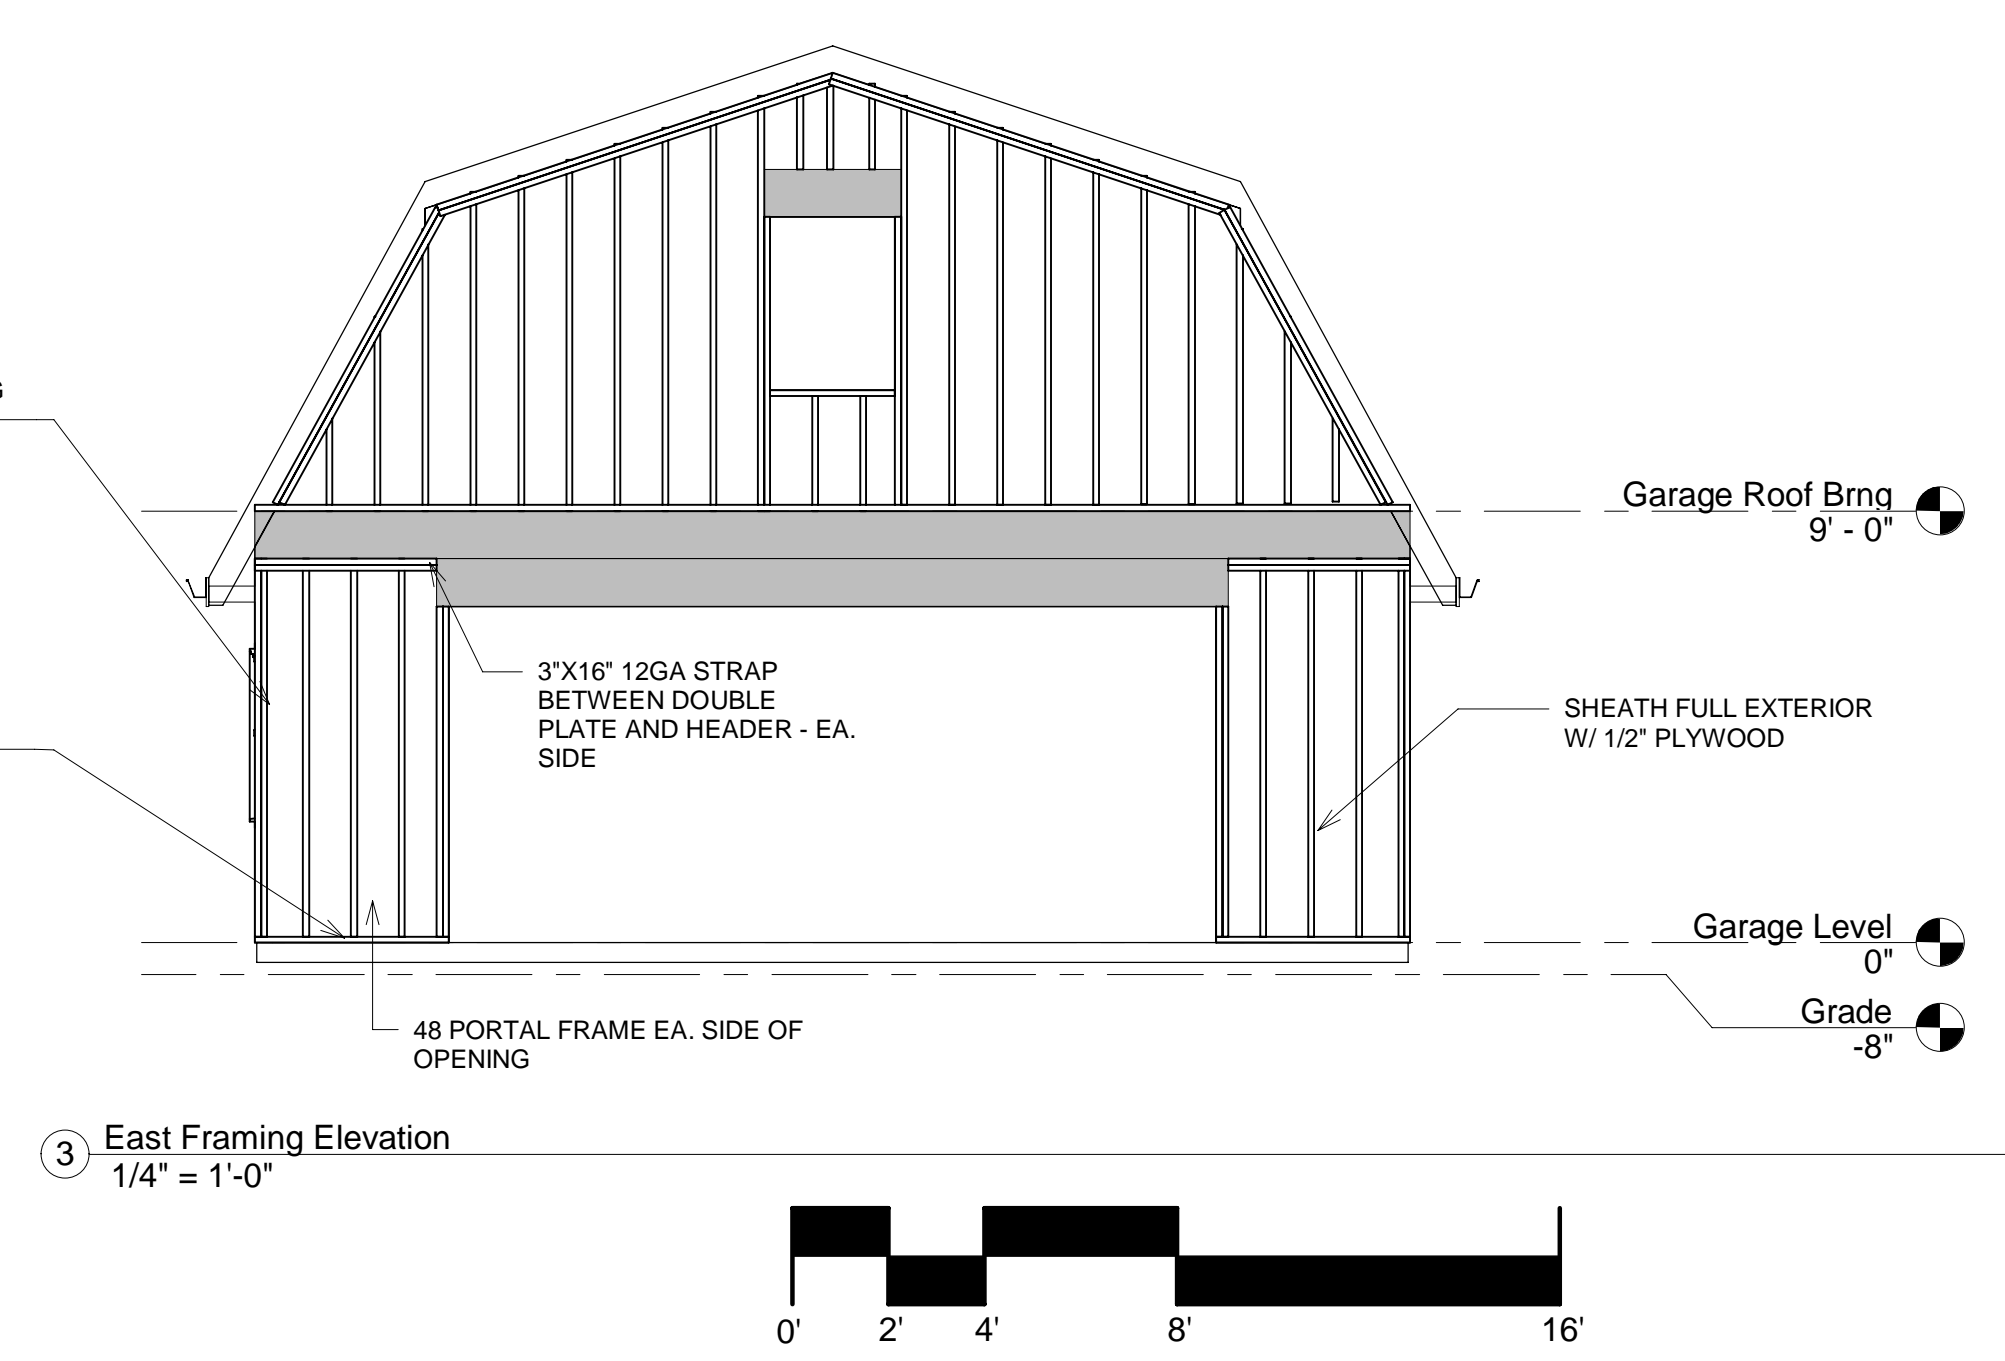 G
Garage Roof Brng
9' - 0"
3"X16" 12GA STRAP
BETWEEN DOUBLE
PLATE AND HEADER - EA.
SIDE
SHEATH FULL EXTERIOR
W/ 1/2" PLYWOOD
Garage Level
0"
Grade
-8"
48 PORTAL FRAME EA. SIDE OF
OPENING
3
East Framing Elevation
1/4" = 1'-0"
0' 2' 4' 8' 16'